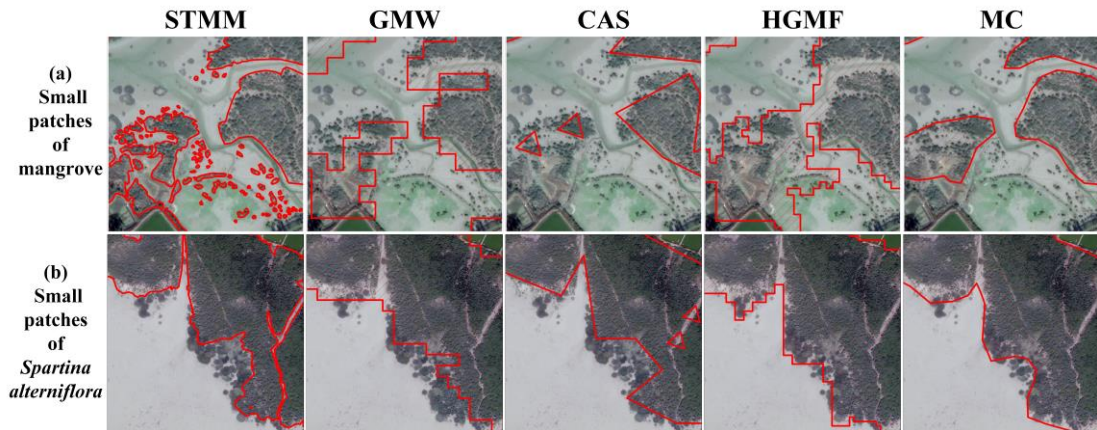 STMM GMW CAS HGMF MC
(a)
Small
patches
of
mangrove
(b)
Small
patches
of
Spartina
alterniflora